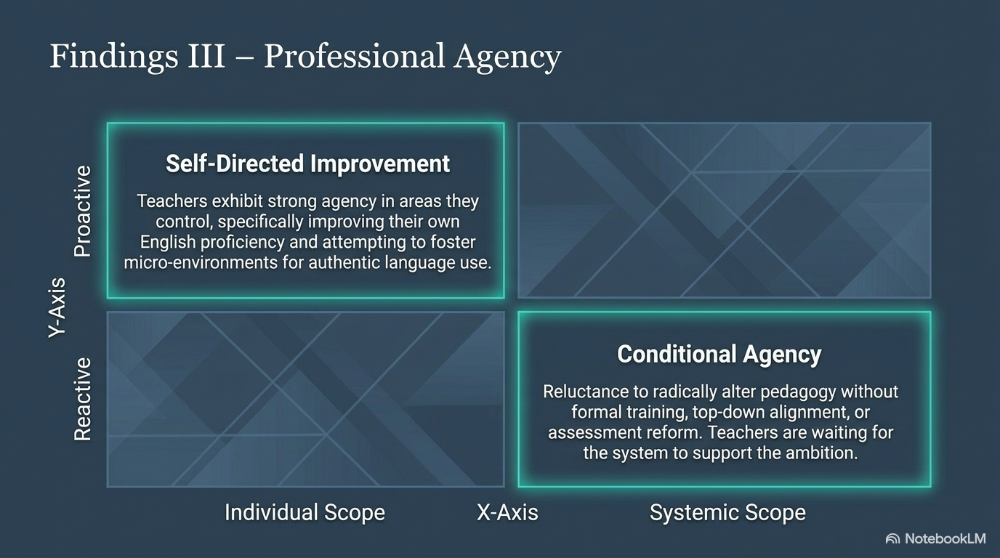 Findings III – Professional Agency
Proactive
Self-Directed Improvement
Teachers exhibit strong agency in areas they
control, specifically improving their own
English proficiency and attempting to foster
micro-environments for authentic language use.
Y-Axis
Reactive
Conditional Agency
Reluctance to radically alter pedagogy without
formal training, top-down alignment, or
assessment reform. Teachers are waiting for
the system to support the ambition.
Individual Scope
X-Axis
Systemic Scope
NotebookLM